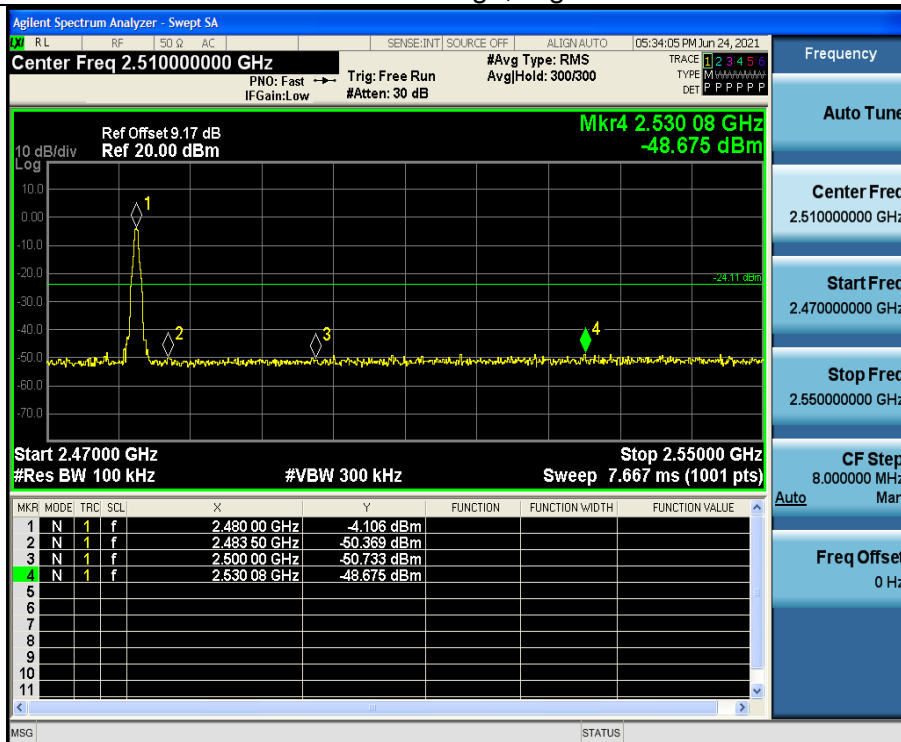 Agilent Spectrum Analyzer - Swept SA
LXI RL RF 50 Ω AC SENSE:INT SOURCE OFF ALIGN AUTO 05:34:05 PM Jun 24, 2021
Center Freq 2.510000000 GHz #Avg Type: RMS TRACE 1 2 3 4 5 6
PNO: Fast Trig: Free Run Avg|Hold: 300/300 TYPE M
IFGain:Low #Atten: 30 dB DET P P P P P P
Mkr4 2.530 08 GHz
-48.675 dBm
Ref Offset 9.17 dB
10 dB/div Ref 20.00 dBm
Log
10.0
0.00
-10.0
-20.0
-30.0
-40.0
-50.0
-60.0
-70.0
1
2
3
4
-24.11 dBm
Start 2.47000 GHz Stop 2.55000 GHz
#Res BW 100 kHz #VBW 300 kHz Sweep 7.667 ms (1001 pts)
MKR MODE TRC SCL X Y FUNCTION FUNCTION WIDTH FUNCTION VALUE
1 N 1 f 2.480 00 GHz -4.106 dBm
2 N 1 f 2.483 50 GHz -50.369 dBm
3 N 1 f 2.500 00 GHz -50.733 dBm
4 N 1 f 2.530 08 GHz -48.675 dBm
5
6
7
8
9
10
11
MSG STATUS
Frequency
Auto Tune
Center Freq
2.510000000 GHz
Start Freq
2.470000000 GHz
Stop Freq
2.550000000 GHz
CF Step
8.000000 MHz
Auto Man
Freq Offset
0 Hz